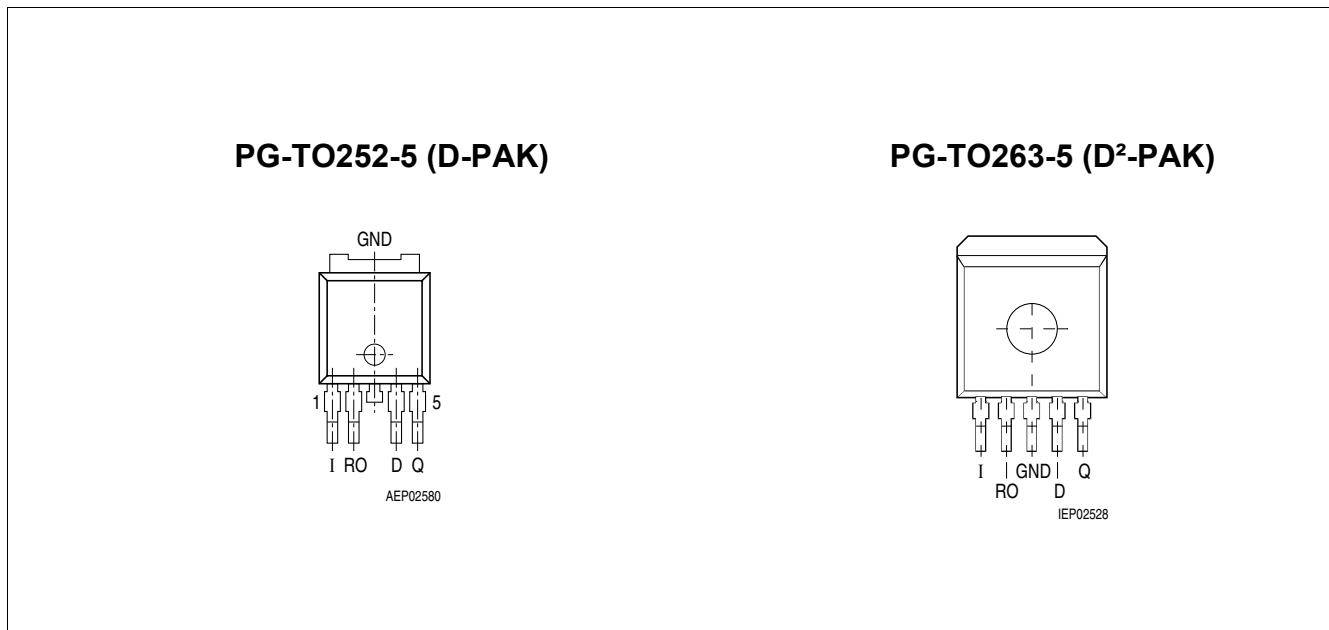 PG-TO252-5 (D-PAK)
GND
1
5
I RO D Q
AEP02580
PG-TO263-5 (D²-PAK)
I GND Q
RO D
IEP02528